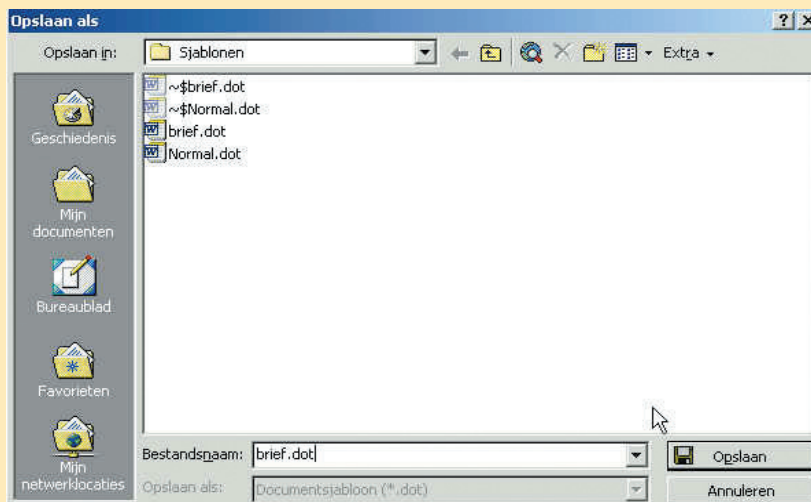 Opslaan als
Opslaan in:
Sjablonen
Extra
Geschiedenis
Mijn
documenten
Bureaublad
Favorieten
Mijn
netwerklocaties
~$brief.dot
~$Normal.dot
brief.dot
Normal.dot
Bestandsnaam:
brief.dot
Opslaan
Opslaan als:
Documentsjabloon (*.dot)
Annuleren